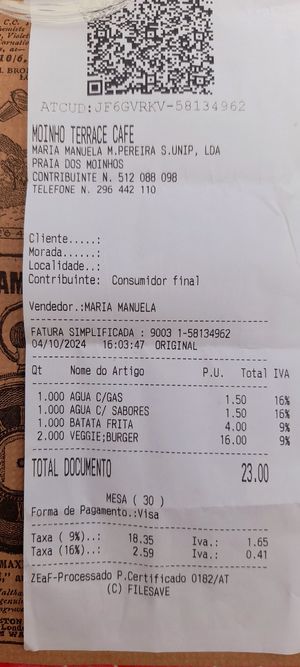 ATCUD:JF6GVRKV-58134962
MOINHO TERRACE CAFE
MARIA MANUELA M.PEREIRA S.UNIP, LDA
PRAIA DOS MOINHOS
CONTRIBUINTE N. 512 088 098
TELEFONE N. 296 442 110
Cliente.....:
Morada......:
Localidade..:
Contribuinte: Consumidor final
Vendedor.:MARIA MANUELA
FATURA SIMPLIFICADA : 9003 1-58134962
04/10/2024 16:03:47 ORIGINAL
Qt Nome do Artigo P.U. Total IVA
1.000 AGUA C/GAS 1.50 16%
1.000 AGUA C/ SABORES 1.50 16%
1.000 BATATA FRITA 4.00 9%
2.000 VEGGIE;BURGER 16.00 9%
TOTAL DOCUMENTO 23.00
MESA ( 30 )
Forma de Pagamento.:Visa
Taxa ( 9%)..: 18.35 Iva.: 1.65
Taxa (16%)..: 2.59 Iva.: 0.41
ZEaF-Processado P.Certificado 0182/AT
(C) FILESAVE